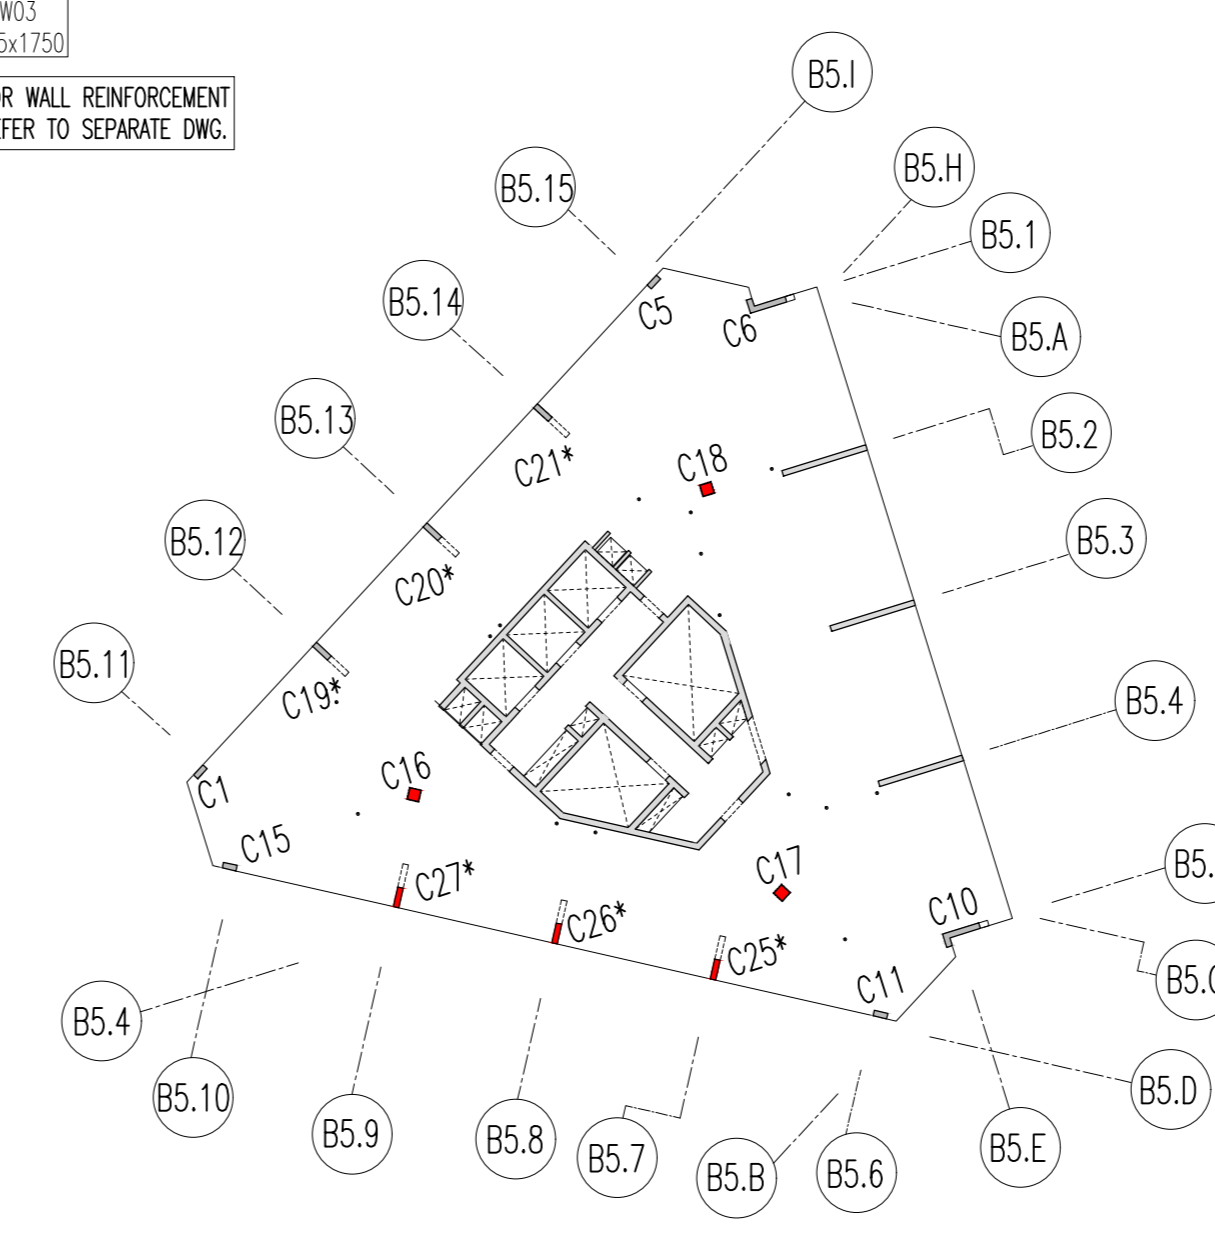 W03
5x1750
OR WALL REINFORCEMENT
EFER TO SEPARATE DWG.
B5.I
B5.H
B5.15
B5.1
B5.14
B5.A
B5.13
B5.2
B5.12
B5.3
B5.11
B5.4
C5
C6
C21*
C18
C20*
C19*
C16
C1
C15
C27*
C26*
C17
C25*
C10
C11
B5.
B5.4
B5.10
B5.9
B5.8
B5.7
B5.B
B5.6
B5.E
B5.D